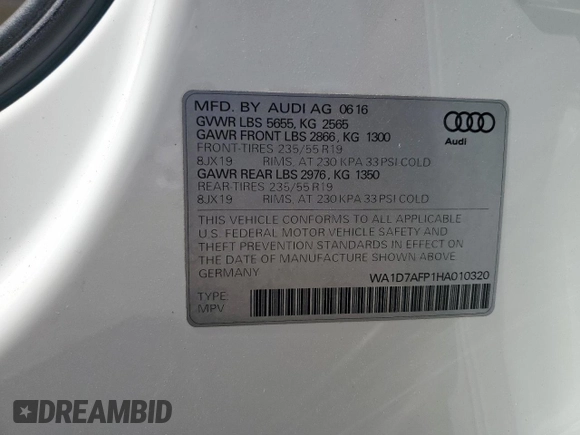 MFD. BY AUDI AG 0616
GVWR LBS 5655, KG 2565
GAWR FRONT LBS 2866, KG 1300
FRONT-TIRES 235/55 R19
8JX19 RIMS, AT 230 KPA 33 PSI COLD
GAWR REAR LBS 2976, KG 1350
REAR-TIRES 235/55 R19
8JX19 RIMS, AT 230 KPA 33 PSI COLD
Audi
THIS VEHICLE CONFORMS TO ALL APPLICABLE
U.S. FEDERAL MOTOR VEHICLE SAFETY AND
THEFT PREVENTION STANDARDS IN EFFECT ON
THE DATE OF MANUFACTURE SHOWN ABOVE
GERMANY
WA1D7AFP1HA010320
TYPE:
MPV
DREAMBID